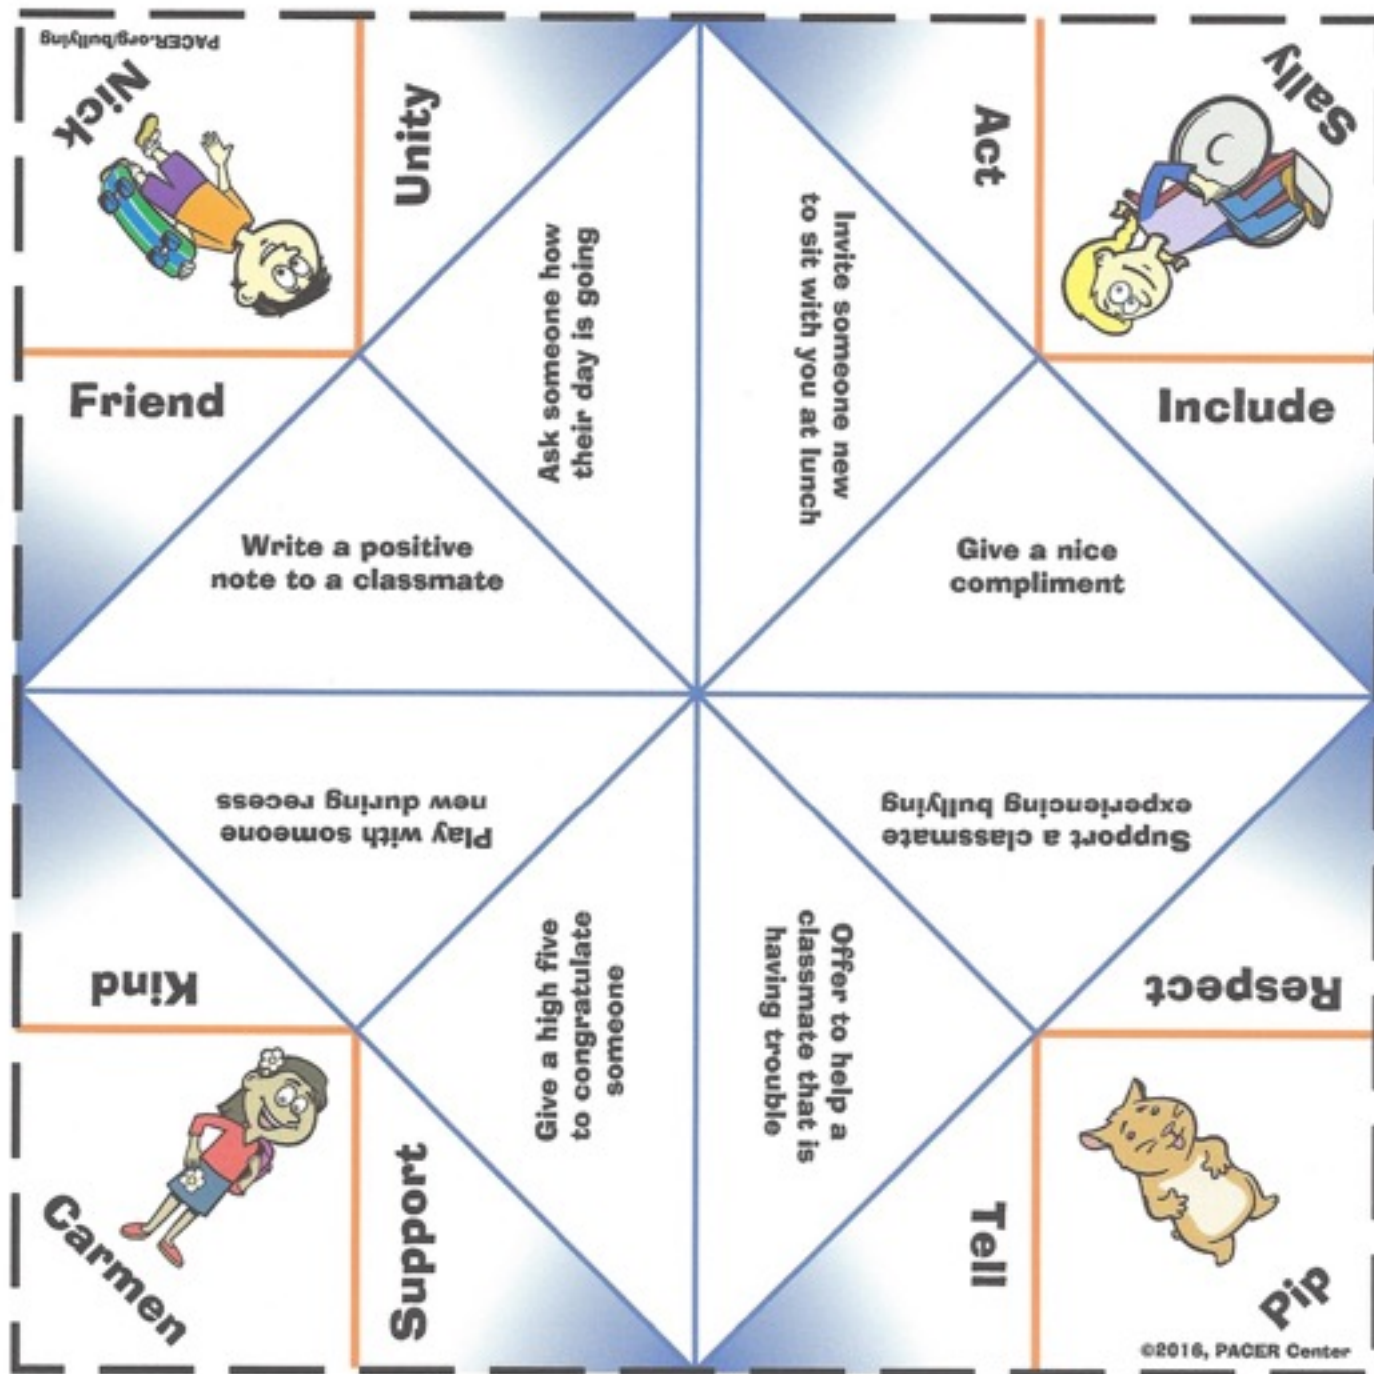 PACER.org/bullying
Nick
Unity
Act
Sally
Friend
Include
Ask someone how
their day is going
Invite someone new
to sit with you at lunch
Write a positive
note to a classmate
Give a nice
compliment
Play with someone
new during recess
Support a classmate
experiencing bullying
Give a high five
to congratulate
someone
Offer to help a
classmate that is
having trouble
Kind
Respect
Carmen
Support
Tell
Pip
©2016, PACER Center
C